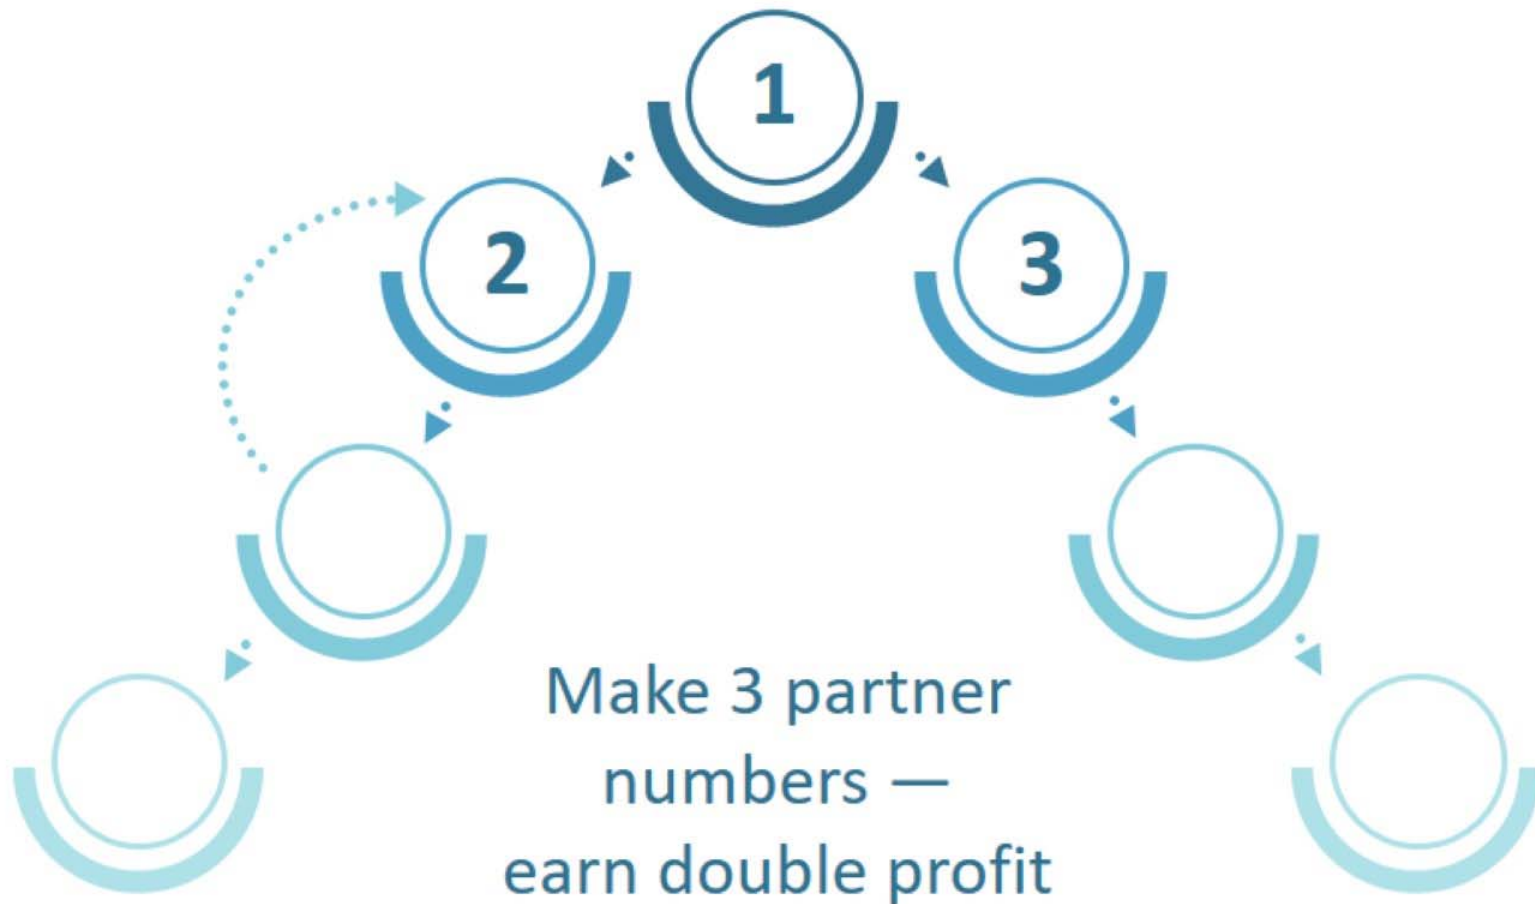 1
2
3
Make 3 partner
numbers —
earn double profit